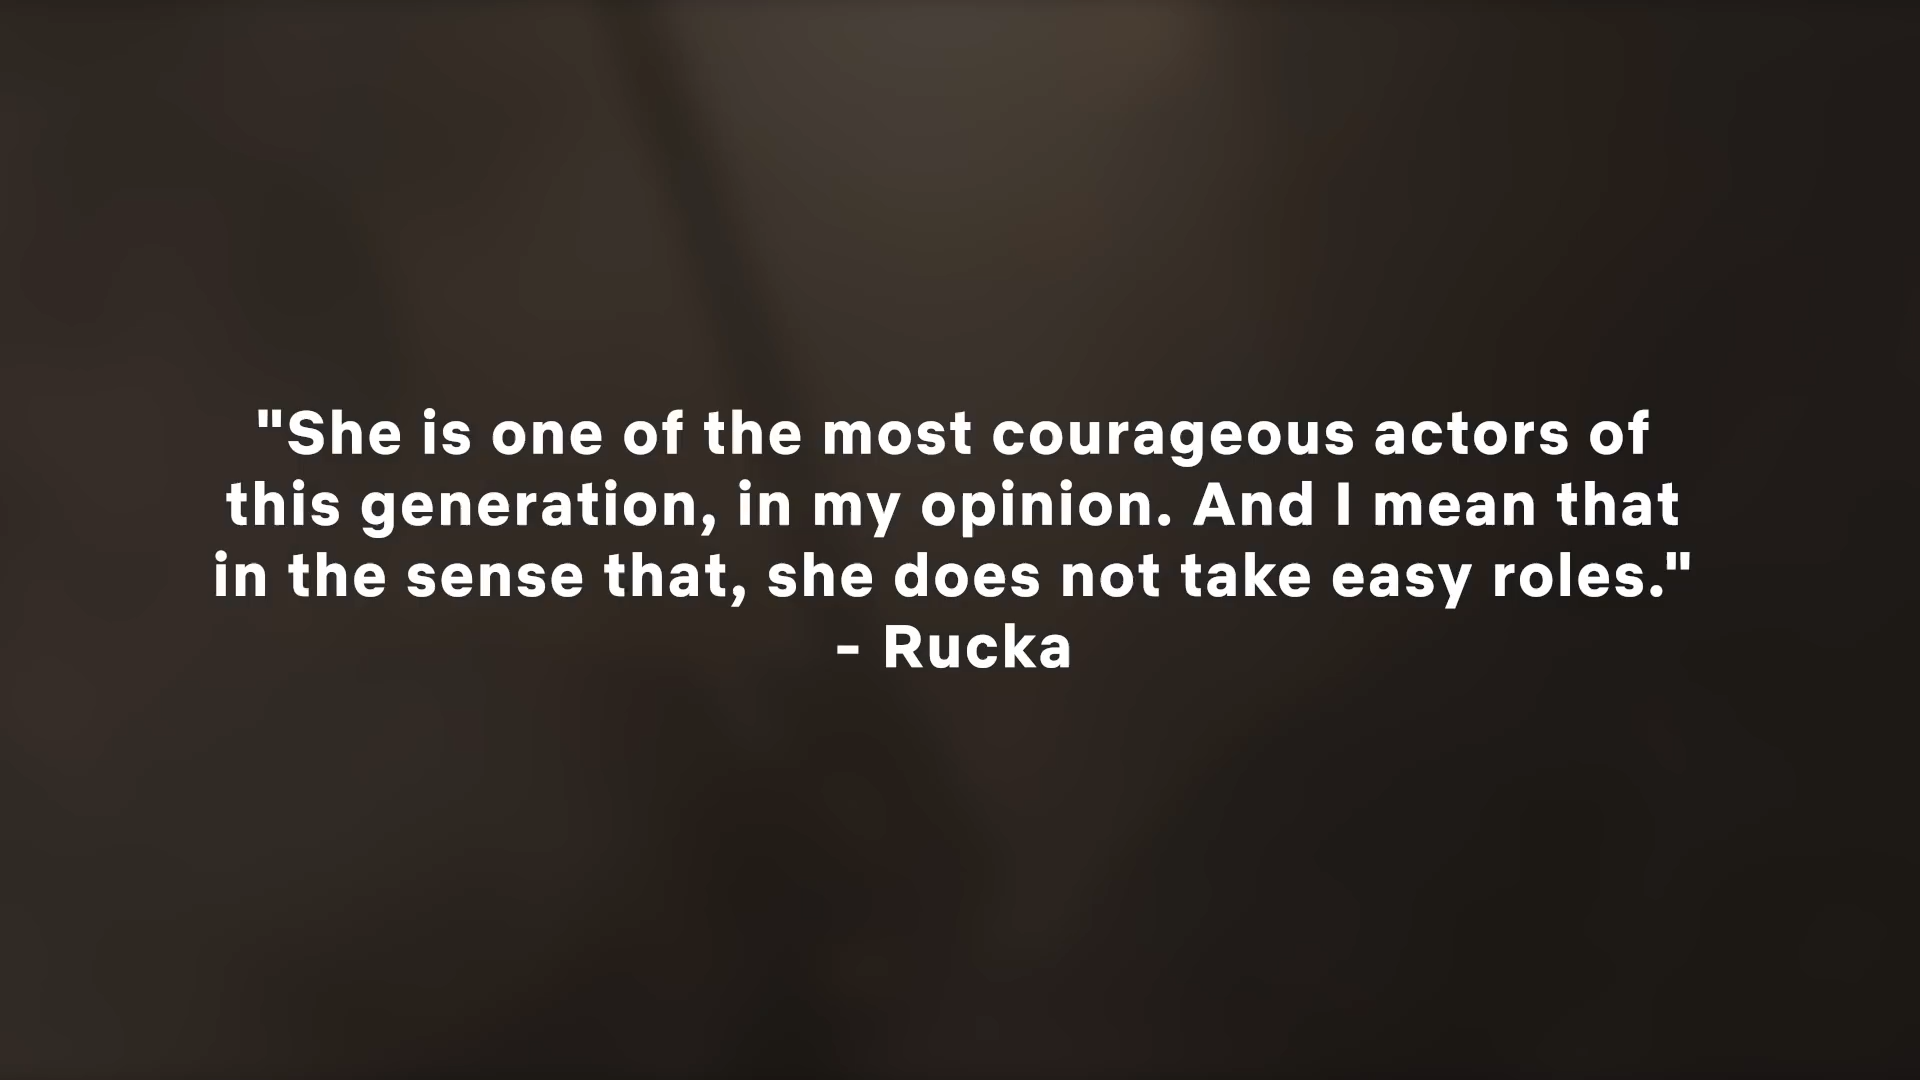 "She is one of the most courageous actors of
this generation, in my opinion. And I mean that
in the sense that, she does not take easy roles."
- Rucka